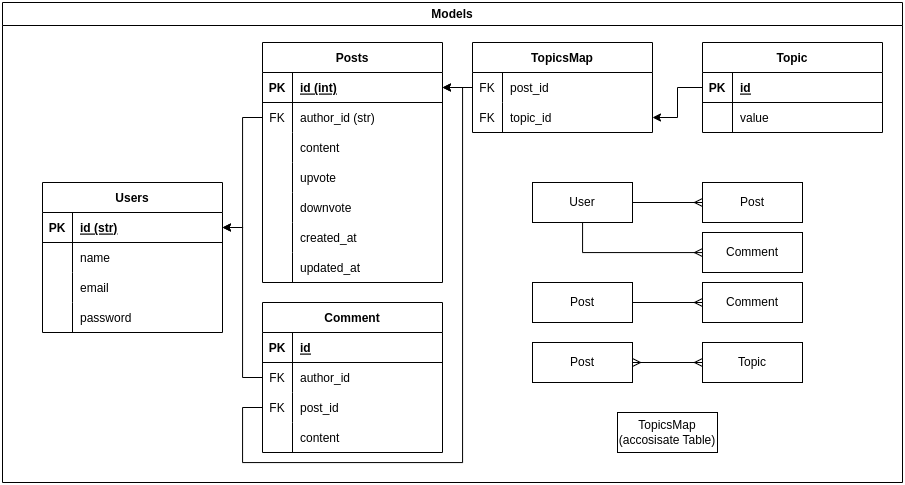 Models
Posts
PK id (int)
FK author_id (str)
content
upvote
downvote
created_at
updated_at
TopicsMap
FK post_id
FK topic_id
Topic
PK id
value
Users
PK id (str)
name
email
password
Comment
PK id
FK author_id
FK post_id
content
User Post
Comment
Post Comment
Post Topic
TopicsMap
(accosisate Table)